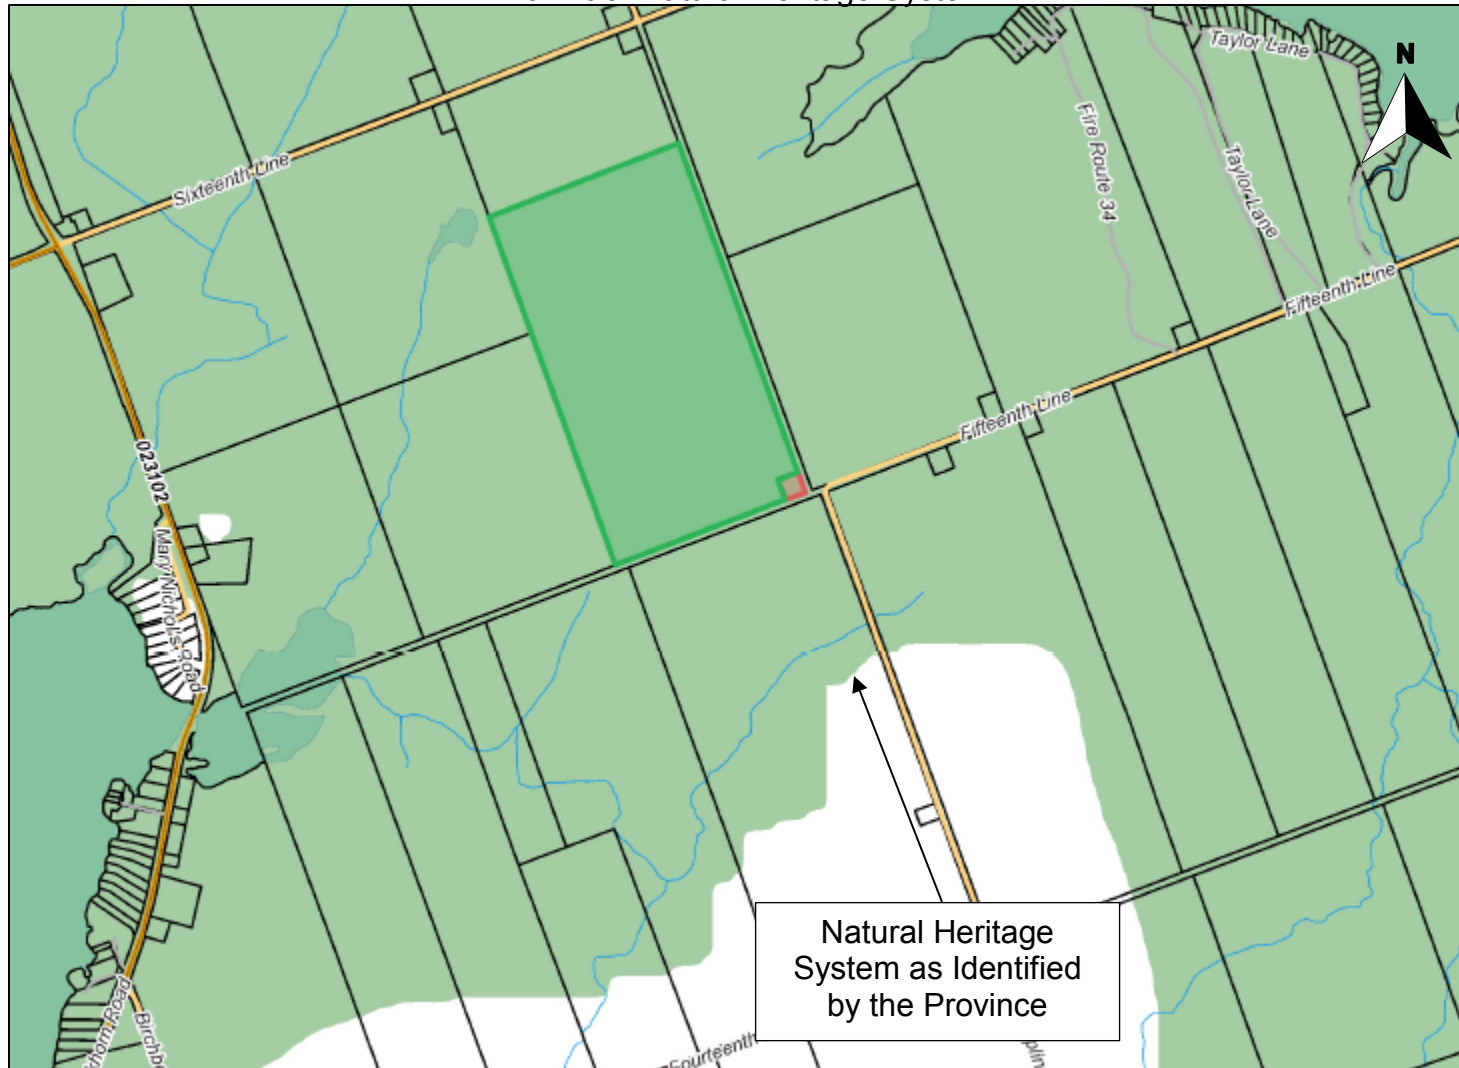 Taylor Lane
N
Fire Route 34
Sixteenth Line
Taylor Lane
Fifteenth Line
Fifteenth Line
023102
Mary Nichols Road
Natural Heritage
System as Identified
by the Province
Fourteenth